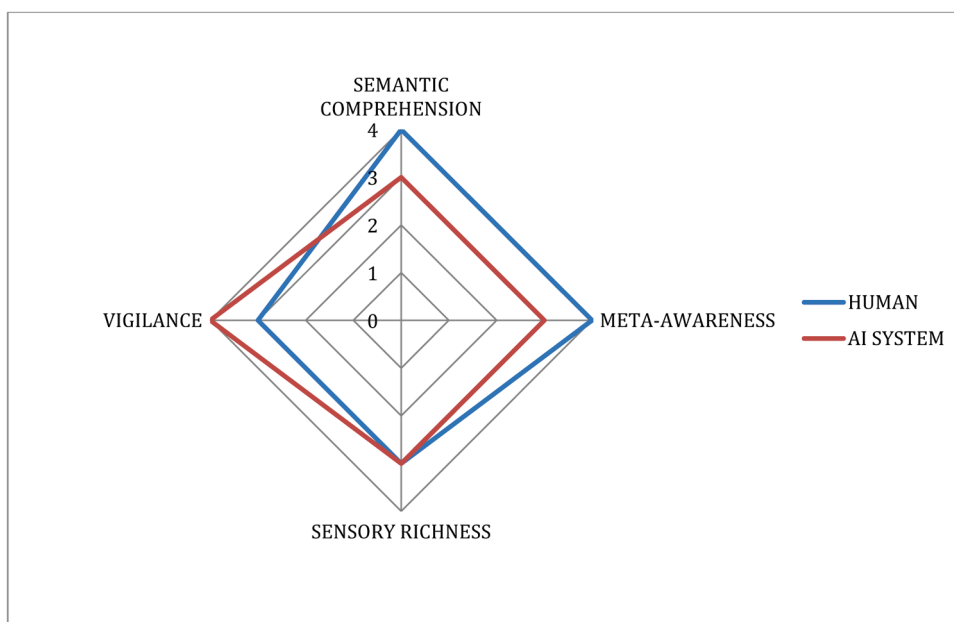 SEMANTIC
COMPREHENSION
4
3
2
1
0
VIGILANCE
META-AWARENESS
SENSORY RICHNESS
HUMAN
AI SYSTEM